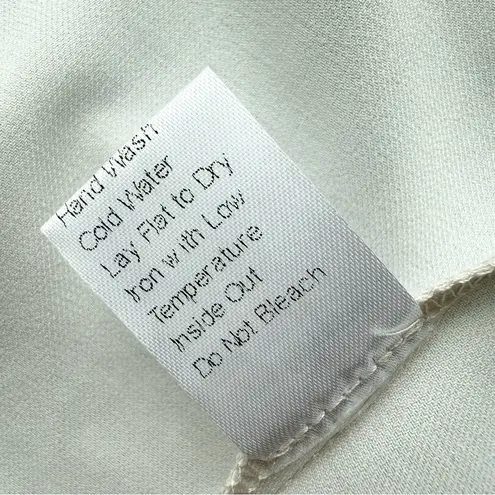 Hand Wash
Cold Water
Lay Flat to Dry
Iron with Low
Temperature
Inside Out
Do Not Bleach